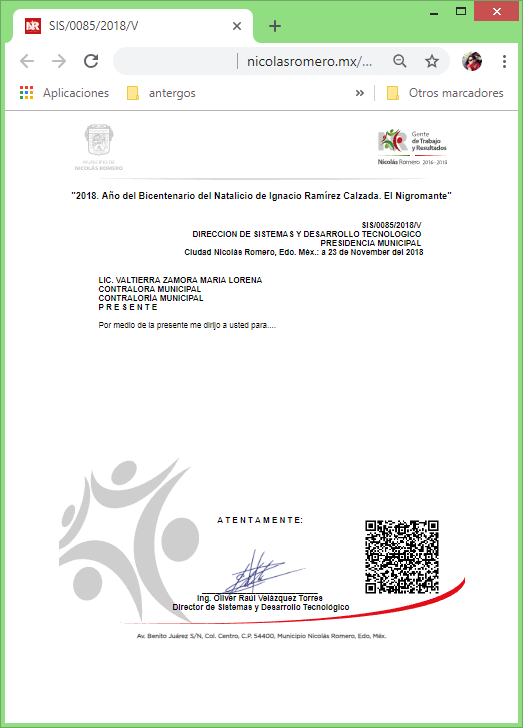 SIS/0085/2018/V
nicolasromero.mx/...
Aplicaciones
antergos
»
Otros marcadores
MUNICIPIO DE
NICOLÁS ROMERO
NR
Gente
de Trabajo
y Resultados
Nicolás Romero 2016 - 2018
"2018. Año del Bicentenario del Natalicio de Ignacio Ramírez Calzada. El Nigromante"
SIS/0085/2018/V
DIRECCION DE SISTEMAS Y DESARROLLO TECNOLOGICO
PRESIDENCIA MUNICIPAL
Ciudad Nicolás Romero, Edo. Méx.: a 23 de November del 2018
LIC. VALTIERRA ZAMORA MARIA LORENA
CONTRALORA MUNICIPAL
CONTRALORÍA MUNICIPAL
P R E S E N T E
Por medio de la presente me dirijo a usted para....
A T E N T A M E N T E:
Ing. Oliver Raúl Velázquez Torres
Director de Sistemas y Desarrollo Tecnológico
Av. Benito Juárez S/N, Col. Centro, C.P. 54400, Municipio Nicolás Romero, Edo, Méx.